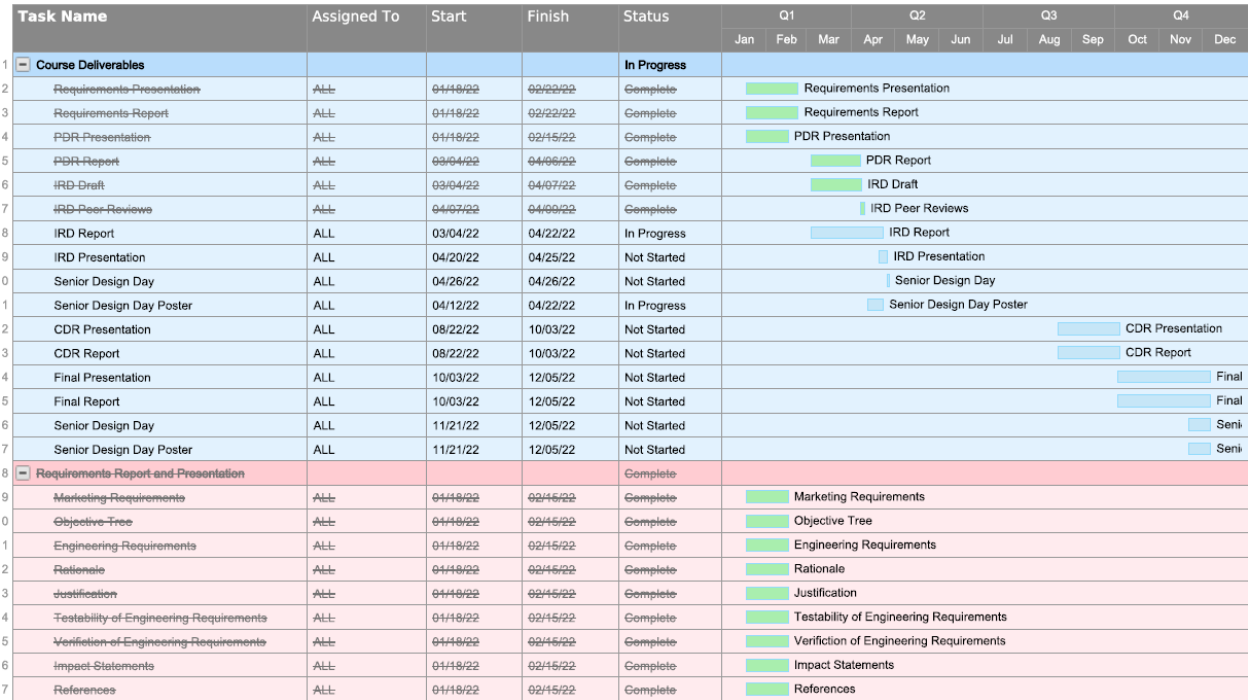 Task Name Assigned To Start Finish Status Q1 Q2 Q3 Q4
Jan Feb Mar Apr May Jun Jul Aug Sep Oct Nov Dec
1 Course Deliverables In Progress
2 Requirements Presentation ALL 01/18/22 02/22/22 Complete Requirements Presentation
3 Requirements Report ALL 01/18/22 02/22/22 Complete Requirements Report
4 PDR Presentation ALL 01/18/22 02/15/22 Complete PDR Presentation
5 PDR Report ALL 03/04/22 04/06/22 Complete PDR Report
6 IRD Draft ALL 03/04/22 04/07/22 Complete IRD Draft
7 IRD Peer Reviews ALL 04/07/22 04/09/22 Complete IRD Peer Reviews
8 IRD Report ALL 03/04/22 04/22/22 In Progress IRD Report
9 IRD Presentation ALL 04/20/22 04/25/22 Not Started IRD Presentation
0 Senior Design Day ALL 04/26/22 04/26/22 Not Started Senior Design Day
1 Senior Design Day Poster ALL 04/12/22 04/22/22 In Progress Senior Design Day Poster
2 CDR Presentation ALL 08/22/22 10/03/22 Not Started CDR Presentation
3 CDR Report ALL 08/22/22 10/03/22 Not Started CDR Report
4 Final Presentation ALL 10/03/22 12/05/22 Not Started Final
5 Final Report ALL 10/03/22 12/05/22 Not Started Final
6 Senior Design Day ALL 11/21/22 12/05/22 Not Started Seni
7 Senior Design Day Poster ALL 11/21/22 12/05/22 Not Started Seni
8 Requirements Report and Presentation Complete
9 Marketing Requirements ALL 01/18/22 02/15/22 Complete Marketing Requirements
0 Objective Tree ALL 01/18/22 02/15/22 Complete Objective Tree
1 Engineering Requirements ALL 01/18/22 02/15/22 Complete Engineering Requirements
2 Rationale ALL 01/18/22 02/15/22 Complete Rationale
3 Justification ALL 01/18/22 02/15/22 Complete Justification
4 Testability of Engineering Requirements ALL 01/18/22 02/15/22 Complete Testability of Engineering Requirements
5 Verifiction of Engineering Requirements ALL 01/18/22 02/15/22 Complete Verifiction of Engineering Requirements
6 Impact Statements ALL 01/18/22 02/15/22 Complete Impact Statements
7 References ALL 01/18/22 02/15/22 Complete References